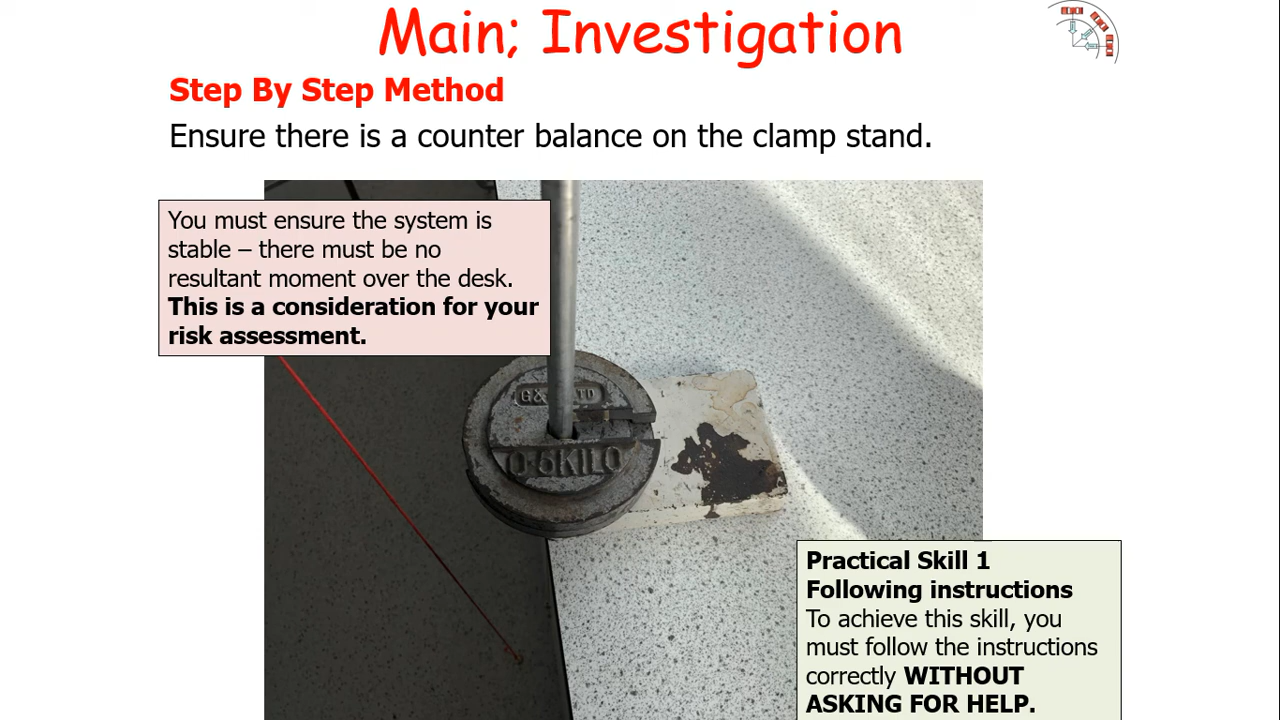 Main; Investigation
Step By Step Method
Ensure there is a counter balance on the clamp stand.
You must ensure the system is
stable – there must be no
resultant moment over the desk.
This is a consideration for your
risk assessment.
0·5KILO
Practical Skill 1
Following instructions
To achieve this skill, you
must follow the instructions
correctly WITHOUT
ASKING FOR HELP.